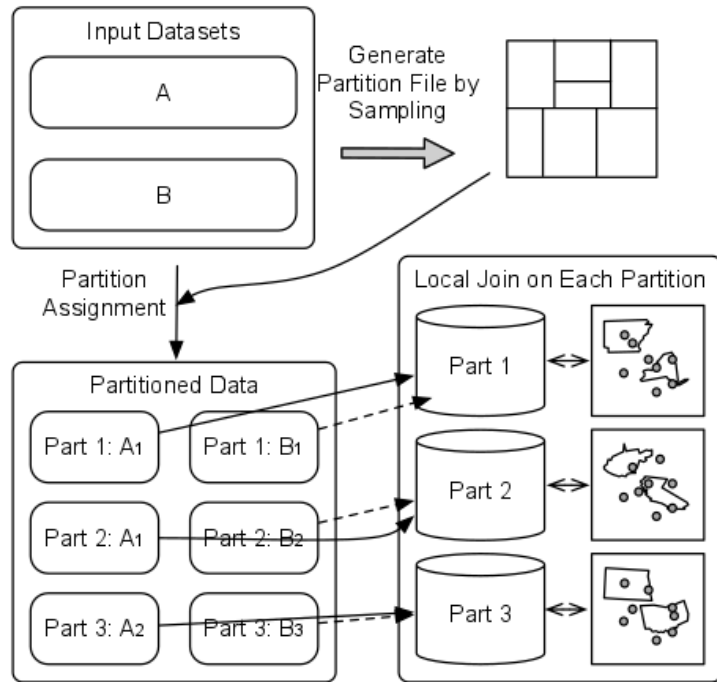 Input Datasets
A
B
Generate
Partition File by
Sampling
Partition
Assignment
Partitioned Data
Part 1: A₁
Part 1: B₁
Part 2: A₁
Part 2: B₂
Part 3: A₂
Part 3: B₃
Local Join on Each Partition
Part 1
Part 2
Part 3